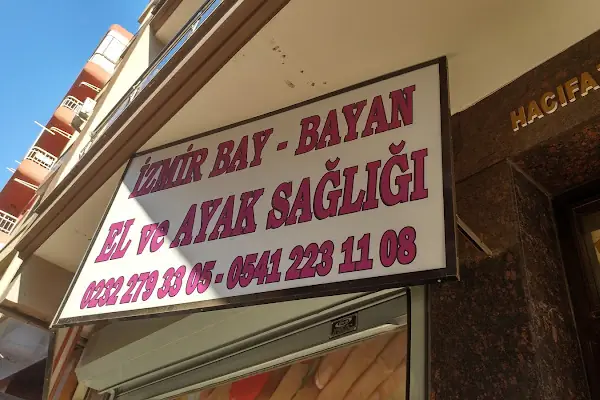 İZMİR BAY - BAYAN
EL ve AYAK SAĞLIĞI
0232 279 33 05 - 0541 223 11 08